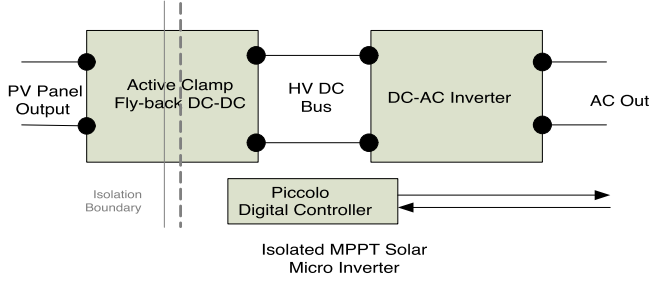 PV Panel
Output
Active Clamp
Fly-back DC-DC
HV DC
Bus
DC-AC Inverter
AC Out
Isolation
Boundary
Piccolo
Digital Controller
Isolated MPPT Solar
Micro Inverter